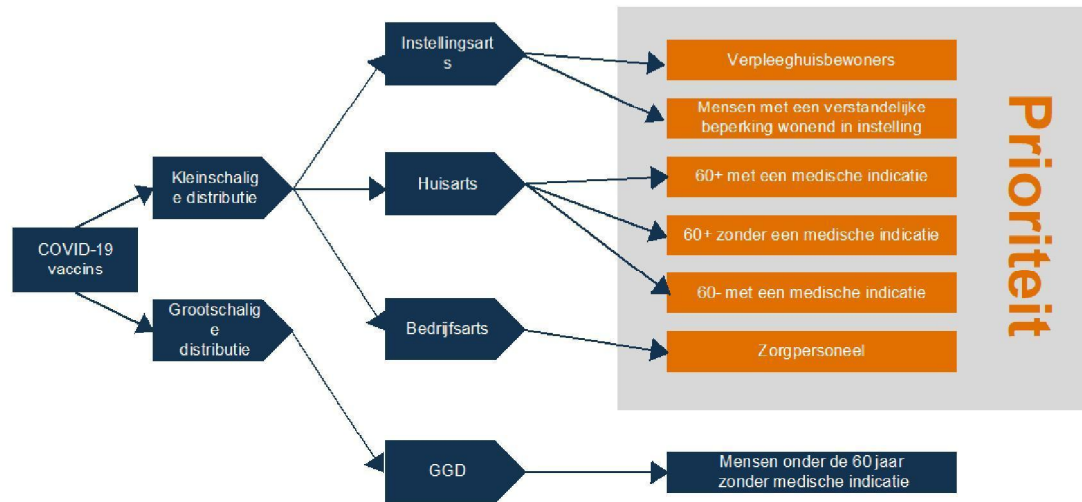 COVID-19
vaccins
Kleinschalig
e distributie
Grootschalig
e
distributie
Instellingsart
s
Huisarts
Bedrijfsarts
GGD
Verpleeghuisbewoners
Mensen met een verstandelijke
beperking wonend in instelling
60+ met een medische indicatie
60+ zonder een medische indicatie
60- met een medische indicatie
Zorgpersoneel
Mensen onder de 60 jaar
zonder medische indicatie
Prioriteit